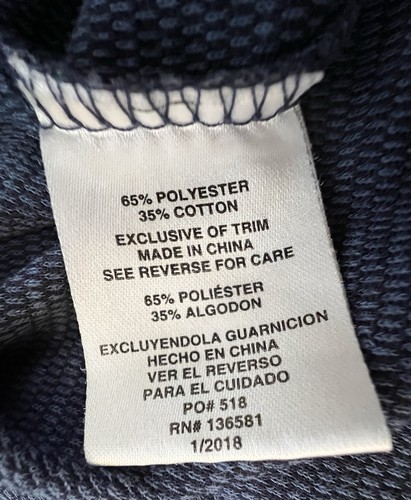 65% POLYESTER
35% COTTON
EXCLUSIVE OF TRIM
MADE IN CHINA
SEE REVERSE FOR CARE
65% POLIÉSTER
35% ALGODON
EXCLUYENDOLA GUARNICION
HECHO EN CHINA
VER EL REVERSO
PARA EL CUIDADO
PO# 518
RN# 136581
1/2018